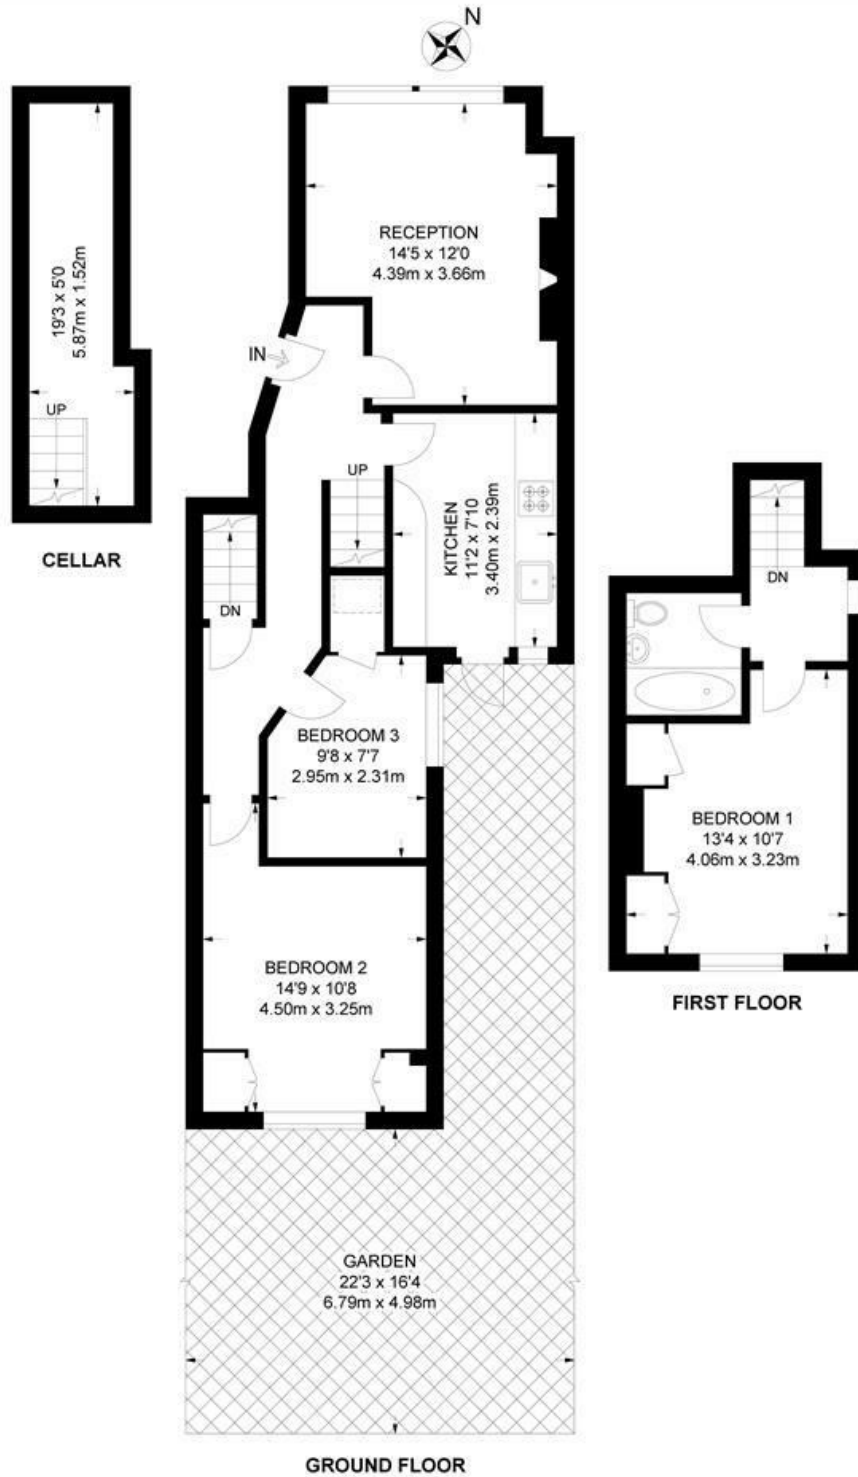 N
19'3 x 5'0
5.87m x 1.52m
UP
CELLAR
RECEPTION
14'5 x 12'0
4.39m x 3.66m
IN
UP
KITCHEN
11'2 x 7'10
3.40m x 2.39m
DN
BEDROOM 3
9'8 x 7'7
2.95m x 2.31m
BEDROOM 2
14'9 x 10'8
4.50m x 3.25m
GARDEN
22'3 x 16'4
6.79m x 4.98m
GROUND FLOOR
DN
BEDROOM 1
13'4 x 10'7
4.06m x 3.23m
FIRST FLOOR